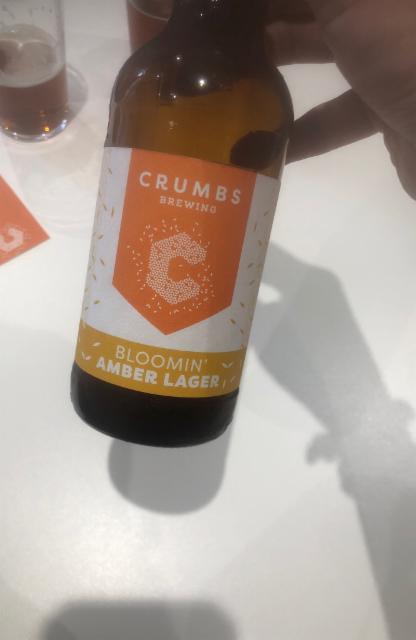 CRUMBS
BREWING
C
BLOOMIN'
AMBER LAGER